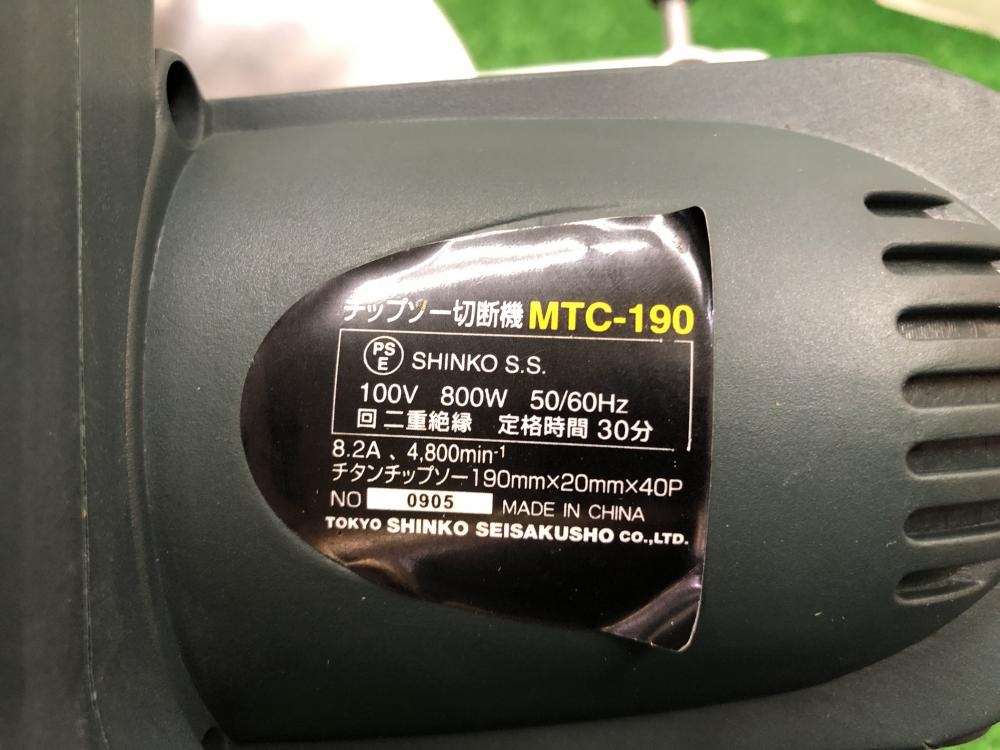 チップソー切断機 MTC-190
PS E SHINKO S.S.
100V 800W 50/60Hz
回 二重絶縁 定格時間 30分
8.2A、4,800min⁻¹
チタンチップソー190mm×20mm×40P
NO 0905 MADE IN CHINA
TOKYO SHINKO SEISAKUSHO CO.,LTD.